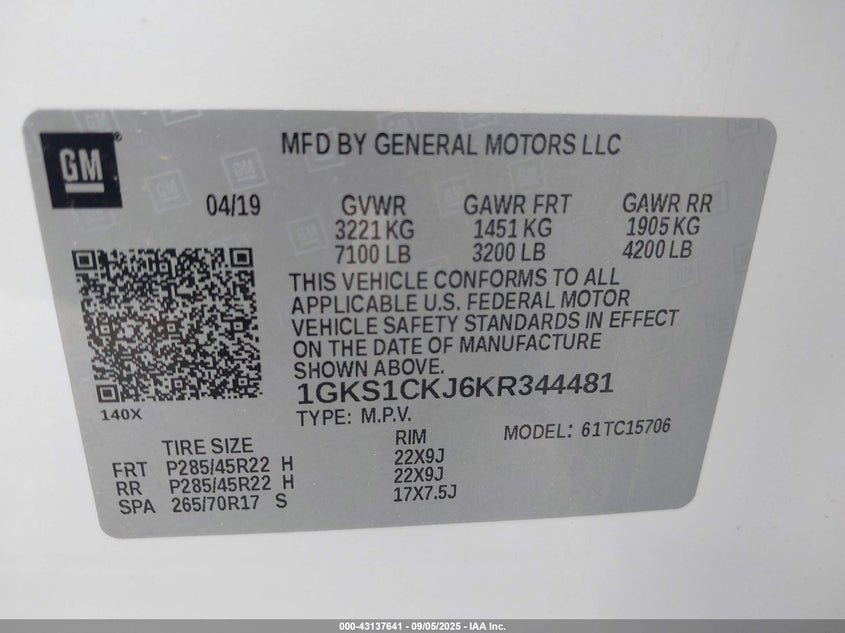 GM
MFD BY GENERAL MOTORS LLC
04/19 GVWR GAWR FRT GAWR RR
3221 KG 1451 KG 1905 KG
7100 LB 3200 LB 4200 LB
THIS VEHICLE CONFORMS TO ALL
APPLICABLE U.S. FEDERAL MOTOR
VEHICLE SAFETY STANDARDS IN EFFECT
ON THE DATE OF MANUFACTURE
SHOWN ABOVE.
1GKS1CKJ6KR344481
140X
TYPE: M.P.V.
MODEL: 61TC15706
TIRE SIZE RIM
FRT P285/45R22 H 22X9J
RR P285/45R22 H 22X9J
SPA 265/70R17 S 17X7.5J
000-43137641 - 09/05/2025 - IAA Inc.